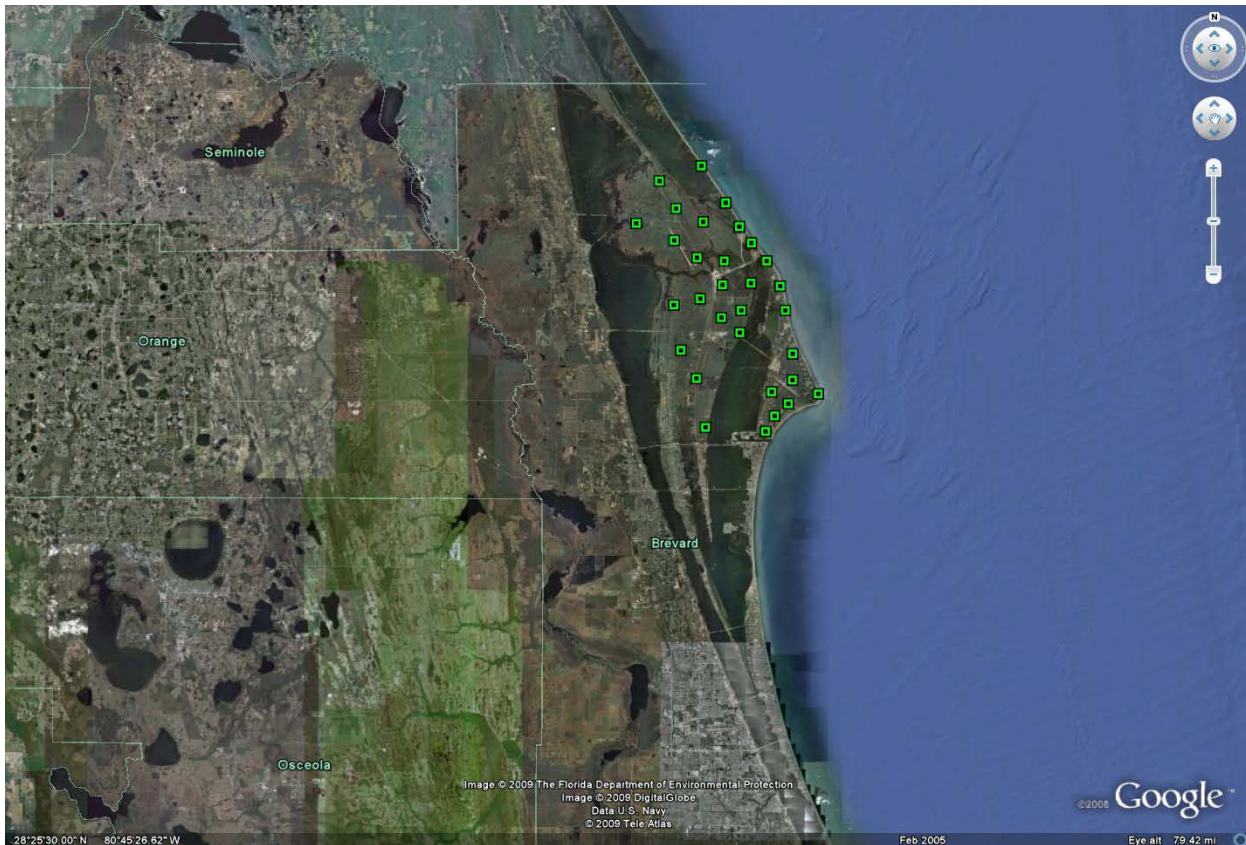 N
Seminole
Orange
Brevard
Osceola
Image © 2009 The Florida Department of Environmental Protection
Image © 2009 DigitalGlobe
Data U.S. Navy
© 2009 Tele Atlas
©2008 Google™
28°25'30.00" N 80°45'26.62" W Feb 2005 Eye alt 79.42 mi